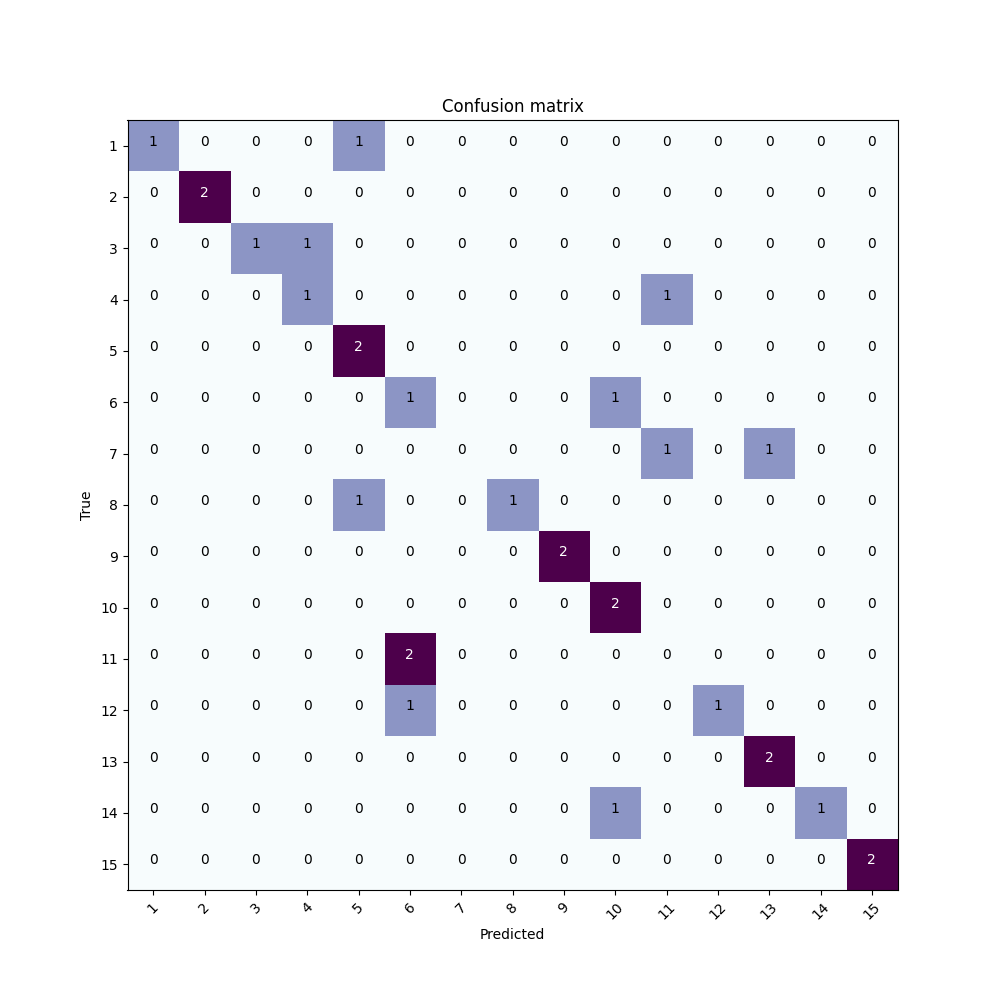 Confusion matrix
1 1 0 0 0 1 0 0 0 0 0 0 0 0 0 0
2 0 2 0 0 0 0 0 0 0 0 0 0 0 0 0
3 0 0 1 1 0 0 0 0 0 0 0 0 0 0 0
4 0 0 0 1 0 0 0 0 0 0 1 0 0 0 0
5 0 0 0 0 2 0 0 0 0 0 0 0 0 0 0
6 0 0 0 0 0 1 0 0 0 1 0 0 0 0 0
7 0 0 0 0 0 0 0 0 0 0 1 0 1 0 0
8 0 0 0 0 1 0 0 1 0 0 0 0 0 0 0
True
9 0 0 0 0 0 0 0 0 2 0 0 0 0 0 0
10 0 0 0 0 0 0 0 0 0 2 0 0 0 0 0
11 0 0 0 0 0 2 0 0 0 0 0 0 0 0 0
12 0 0 0 0 0 1 0 0 0 0 0 1 0 0 0
13 0 0 0 0 0 0 0 0 0 0 0 0 2 0 0
14 0 0 0 0 0 0 0 0 0 1 0 0 0 1 0
15 0 0 0 0 0 0 0 0 0 0 0 0 0 0 2
1 2 3 4 5 6 7 8 9 10 11 12 13 14 15
Predicted